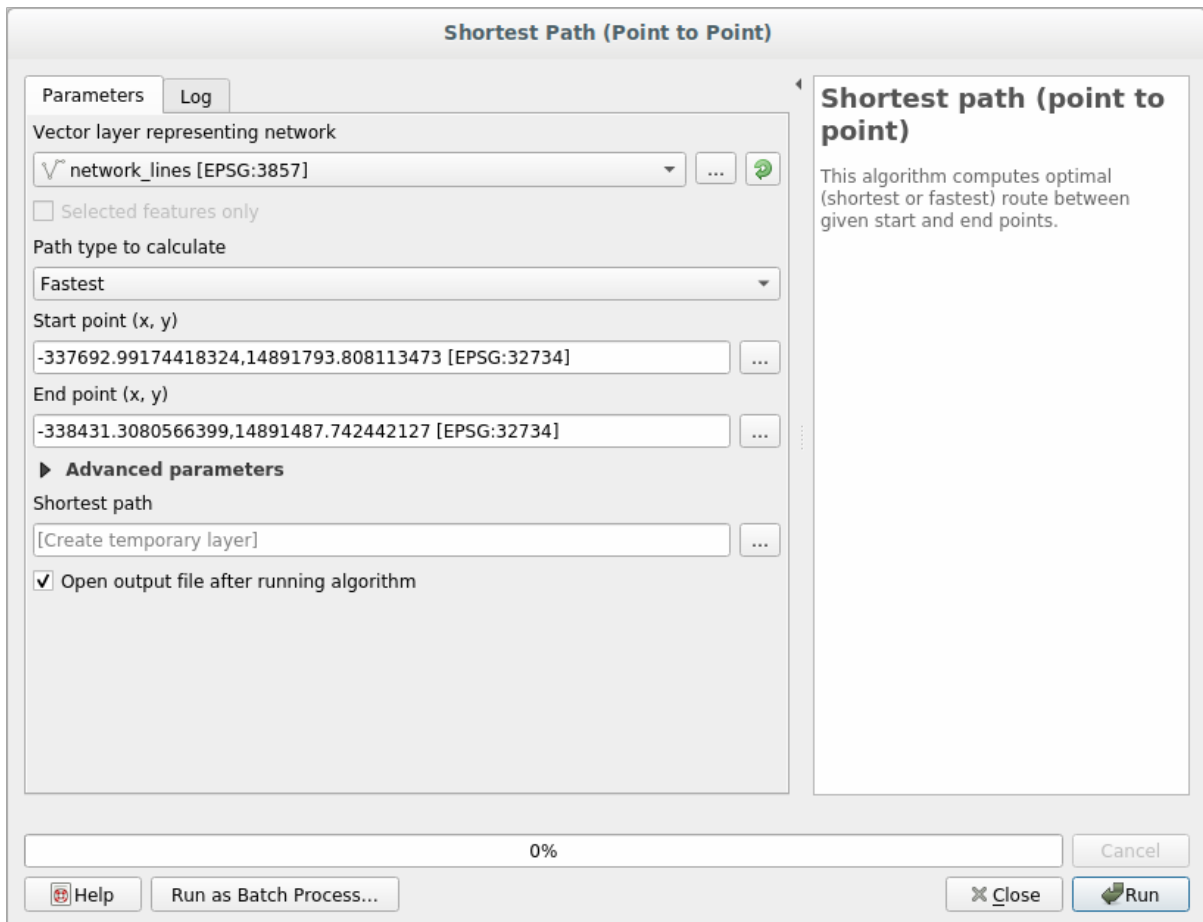 Shortest Path (Point to Point)
Parameters
Log
Vector layer representing network
network_lines [EPSG:3857]
...
Selected features only
Path type to calculate
Fastest
Start point (x, y)
-337692.99174418324,14891793.808113473 [EPSG:32734]
...
End point (x, y)
-338431.3080566399,14891487.742442127 [EPSG:32734]
...
Advanced parameters
Shortest path
[Create temporary layer]
...
Open output file after running algorithm
Shortest path (point to
point)
This algorithm computes optimal
(shortest or fastest) route between
given start and end points.
0%
Cancel
Help
Run as Batch Process...
Close
Run